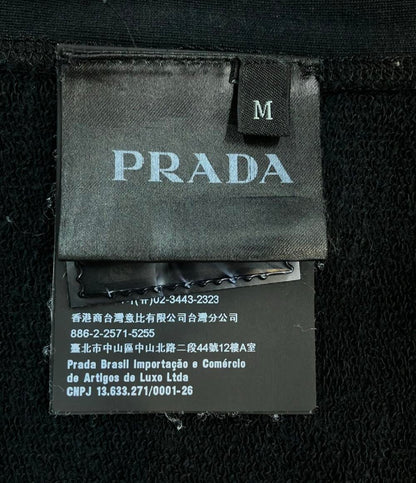 M
PRADA
(뉴)02-3443-2323
香港商台灣意比有限公司台灣分公司
886-2-2571-5255
臺北市中山區中山北路二段44號12樓A室
Prada Brasil Importação e Comércio
de Artigos de Luxo Ltda
CNPJ 13.633.271/0001-26